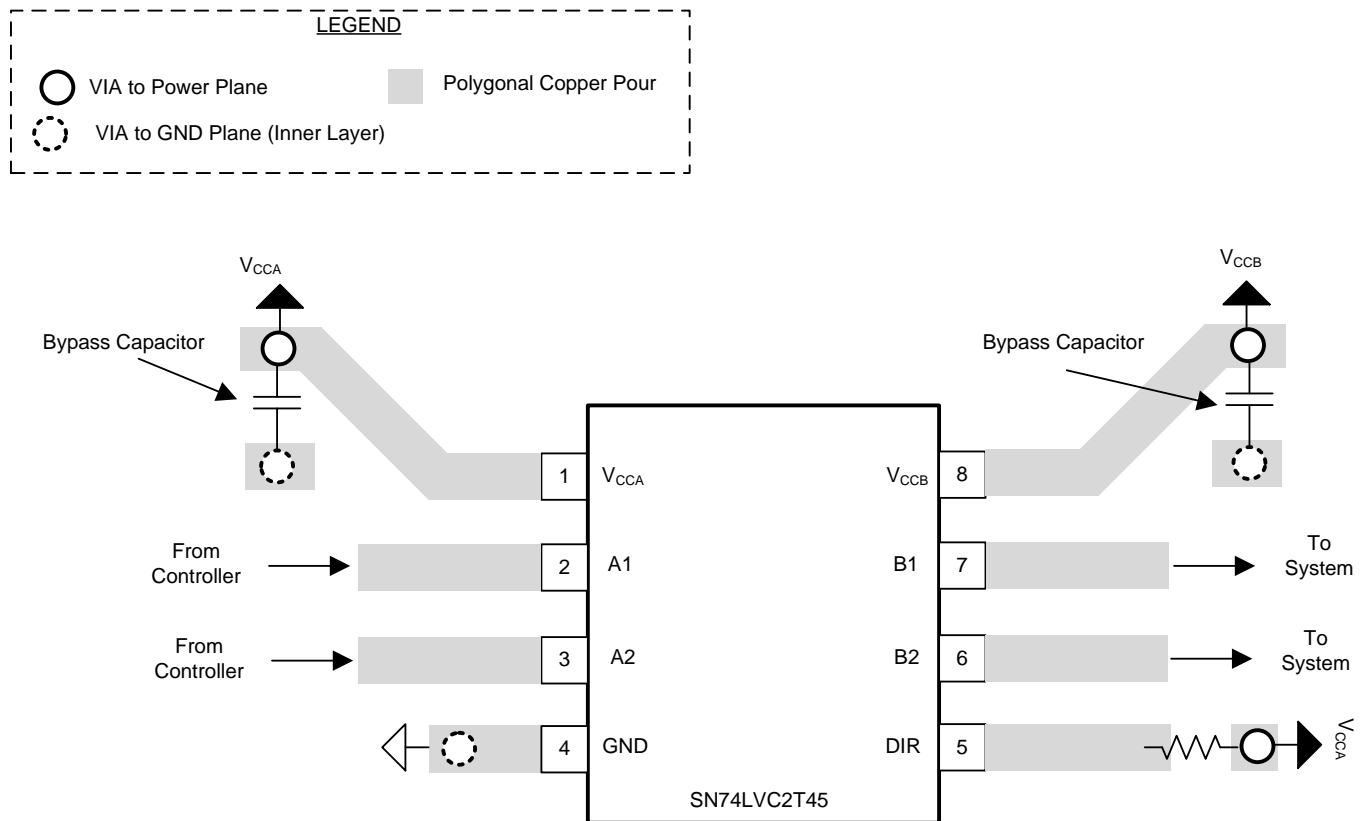 LEGEND
VIA to Power Plane
Polygonal Copper Pour
VIA to GND Plane (Inner Layer)
VCCA
VCCB
Bypass Capacitor
Bypass Capacitor
1
VCCA
VCCB
8
From
Controller
2
A1
B1
7
To
System
From
Controller
3
A2
B2
6
To
System
4
GND
DIR
5
VCCA
SN74LVC2T45